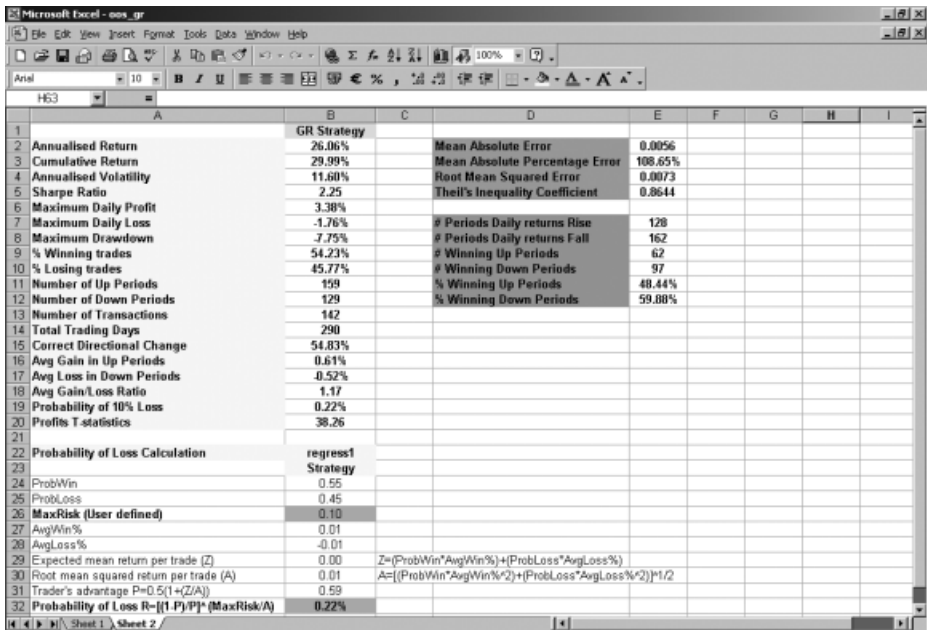 Microsoft Excel - oos_gr
File Edit View Insert Format Tools Data Window Help
100%
Arial 10 B I U € % ,
H63 =
A B C D E F G H I
1 GR Strategy
2 Annualised Return 26.06% Mean Absolute Error 0.0056
3 Cumulative Return 29.99% Mean Absolute Percentage Error 108.65%
4 Annualised Volatility 11.60% Root Mean Squared Error 0.0073
5 Sharpe Ratio 2.25 Theil's Inequality Coefficient 0.8644
6 Maximum Daily Profit 3.38%
7 Maximum Daily Loss -1.76% # Periods Daily returns Rise 128
8 Maximum Drawdown -7.75% # Periods Daily returns Fall 162
9 % Winning trades 54.23% # Winning Up Periods 62
10 % Losing trades 45.77% # Winning Down Periods 97
11 Number of Up Periods 159 % Winning Up Periods 48.44%
12 Number of Down Periods 129 % Winning Down Periods 59.88%
13 Number of Transactions 142
14 Total Trading Days 290
15 Correct Directional Change 54.83%
16 Avg Gain in Up Periods 0.61%
17 Avg Loss in Down Periods -0.52%
18 Avg Gain/Loss Ratio 1.17
19 Probability of 10% Loss 0.22%
20 Profits T-statistics 38.26
21
22 Probability of Loss Calculation regress1
23 Strategy
24 ProbWin 0.55
25 ProbLoss 0.45
26 MaxRisk (User defined) 0.10
27 AvgWin% 0.01
28 AvgLoss% -0.01
29 Expected mean return per trade (Z) 0.00 Z=(ProbWin*AvgWin%)+(ProbLoss*AvgLoss%)
30 Root mean squared return per trade (A) 0.01 A=[(ProbWin*AvgWin%^2)+(ProbLoss*AvgLoss%^2)]^1/2
31 Trader's advantage P=0.5(1+(Z/A)) 0.59
32 Probability of Loss R=[(1-P)/P]^(MaxRisk/A) 0.22%
Sheet 1 Sheet 2